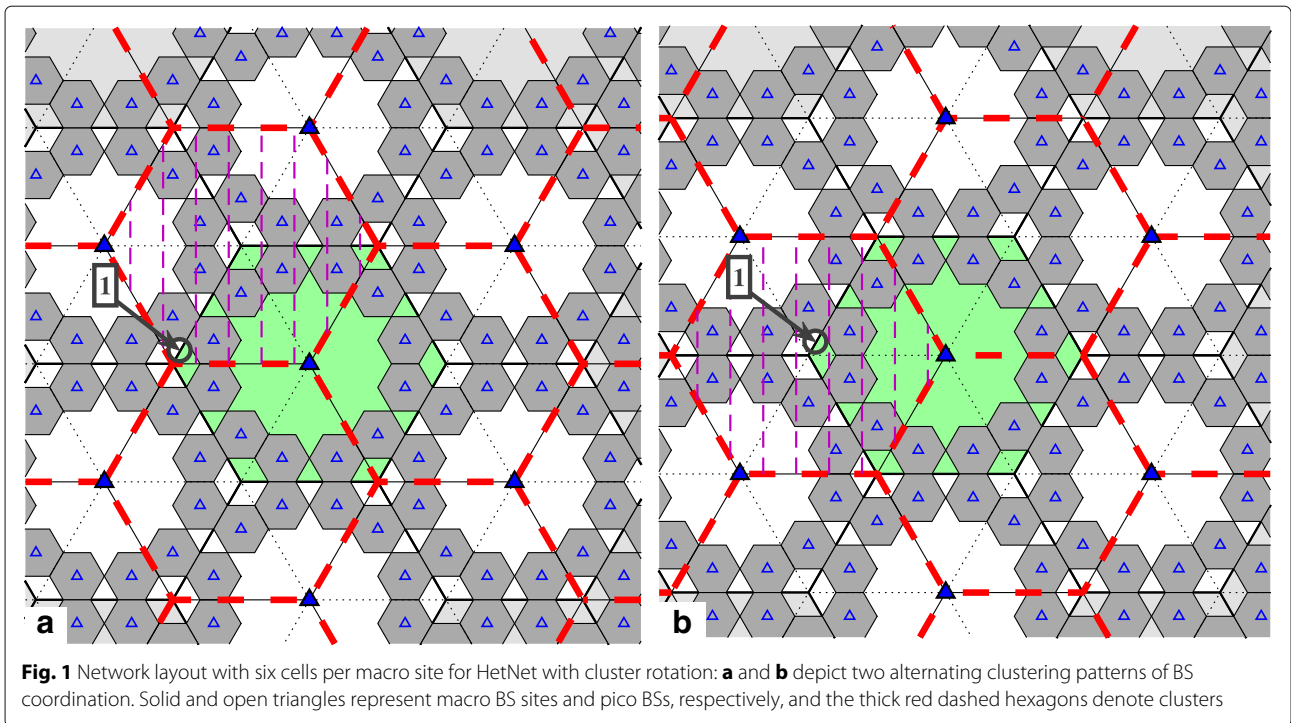 1
a
1
b
Fig. 1 Network layout with six cells per macro site for HetNet with cluster rotation: a and b depict two alternating clustering patterns of BS
coordination. Solid and open triangles represent macro BS sites and pico BSs, respectively, and the thick red dashed hexagons denote clusters